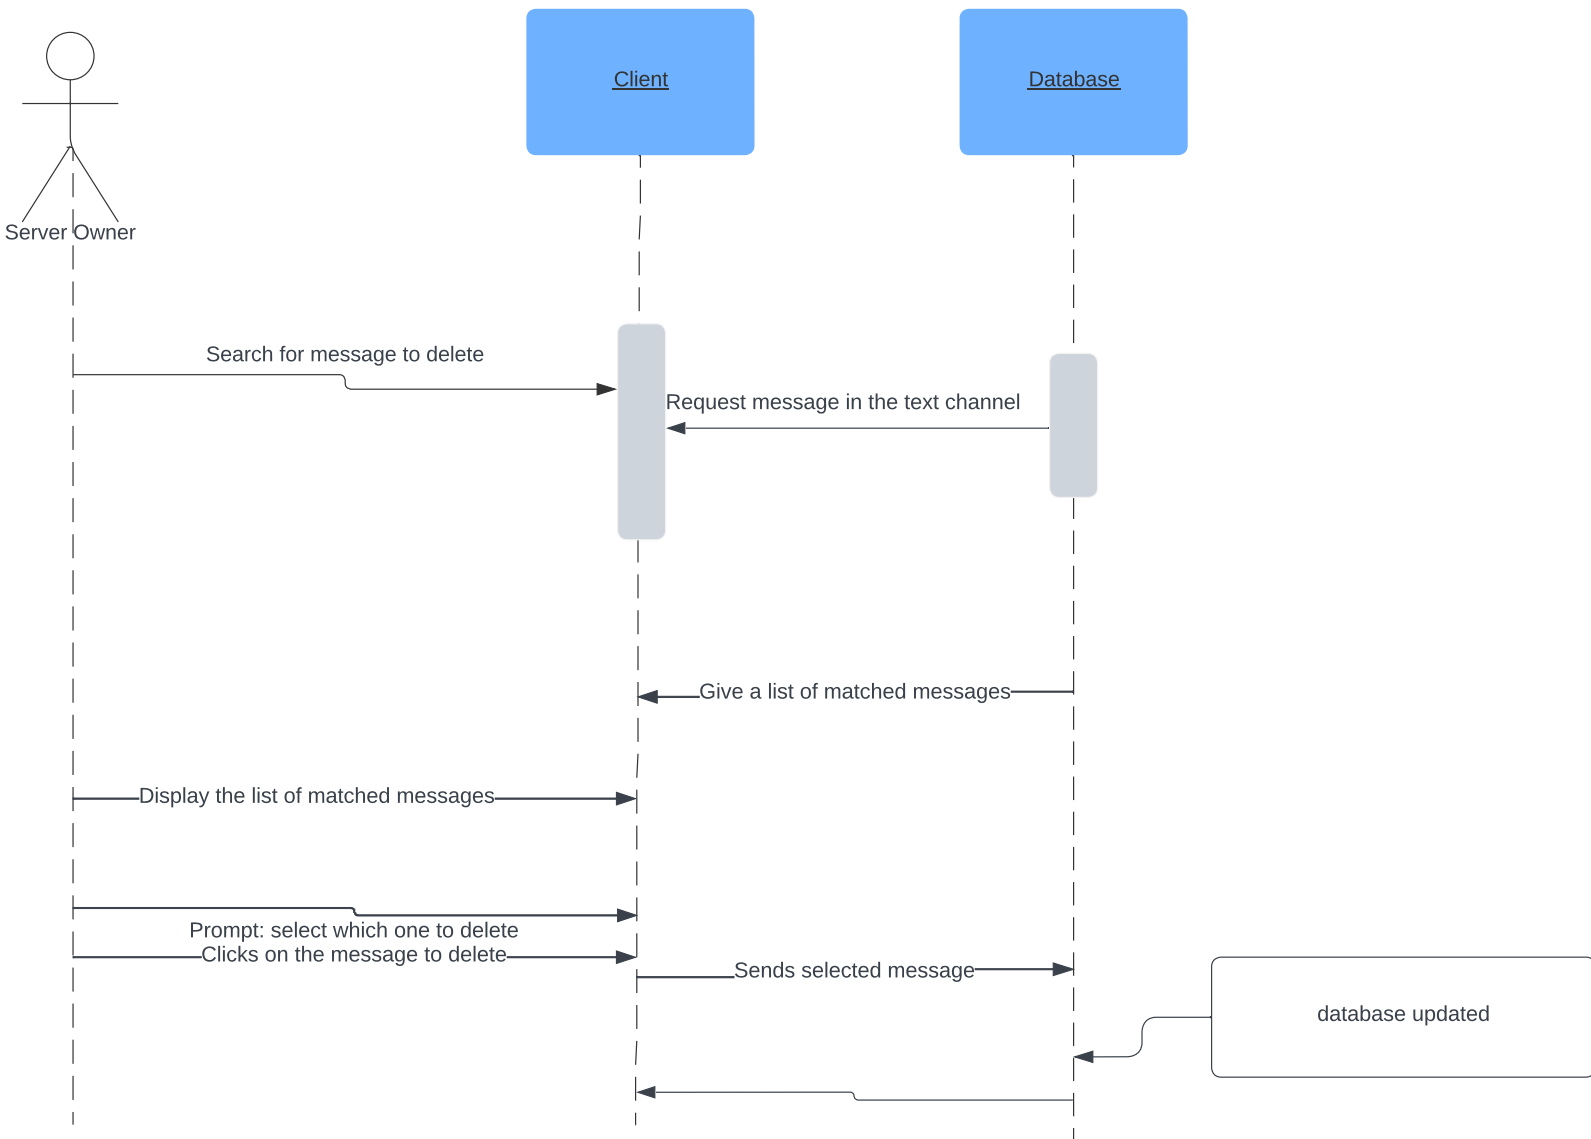 Client
Database
Server Owner
Search for message to delete
Request message in the text channel
Give a list of matched messages
Display the list of matched messages
Prompt: select which one to delete
Clicks on the message to delete
Sends selected message
database updated